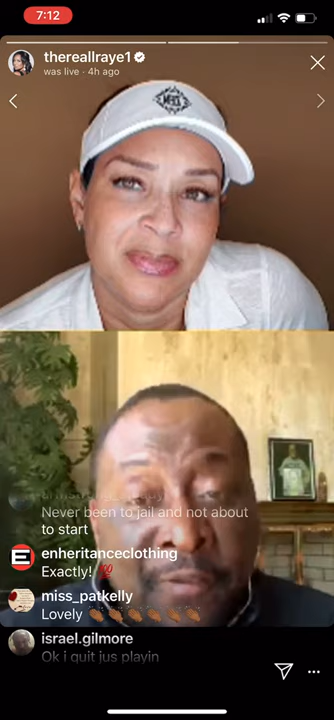 7:12
thereallraye1
was live · 4h ago
Never been to jail and not about
to start
enheritanceclothing
Exactly! 💯
miss_patkelly
Lovely 👏🏾👏🏾👏🏾👏🏾👏🏾👏🏾
israel.gilmore
Ok i quit jus playin